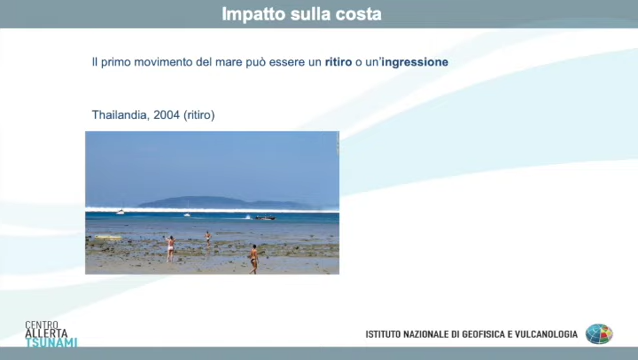 Impatto sulla costa
Il primo movimento del mare può essere un ritiro o un'ingressione
Thailandia, 2004 (ritiro)
CENTRO
ALLERTA
TSUNAMI
ISTITUTO NAZIONALE DI GEOFISICA E VULCANOLOGIA